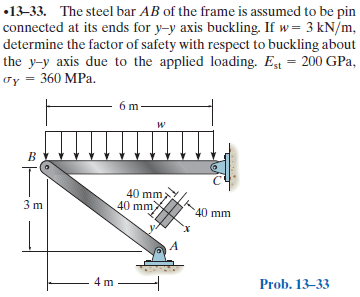 •13–33. The steel bar AB of the frame is assumed to be pin
connected at its ends for y–y axis buckling. If w = 3 kN/m,
determine the factor of safety with respect to buckling about
the y–y axis due to the applied loading. Est = 200 GPa,
σY = 360 MPa.
6 m
w
B
C
3 m
40 mm
40 mm
40 mm
y
x
A
4 m
Prob. 13–33